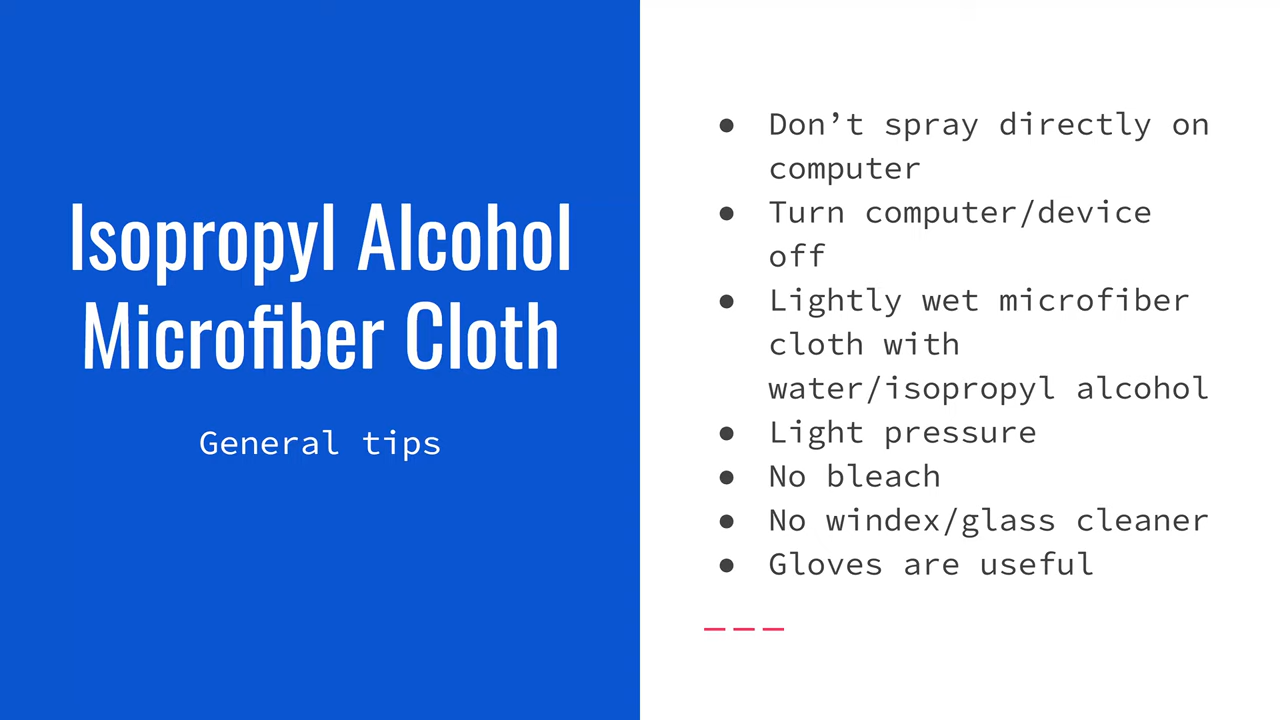 Isopropyl Alcohol
Microfiber Cloth
General tips
● Don’t spray directly on
computer
● Turn computer/device
off
● Lightly wet microfiber
cloth with
water/isopropyl alcohol
● Light pressure
● No bleach
● No windex/glass cleaner
● Gloves are useful